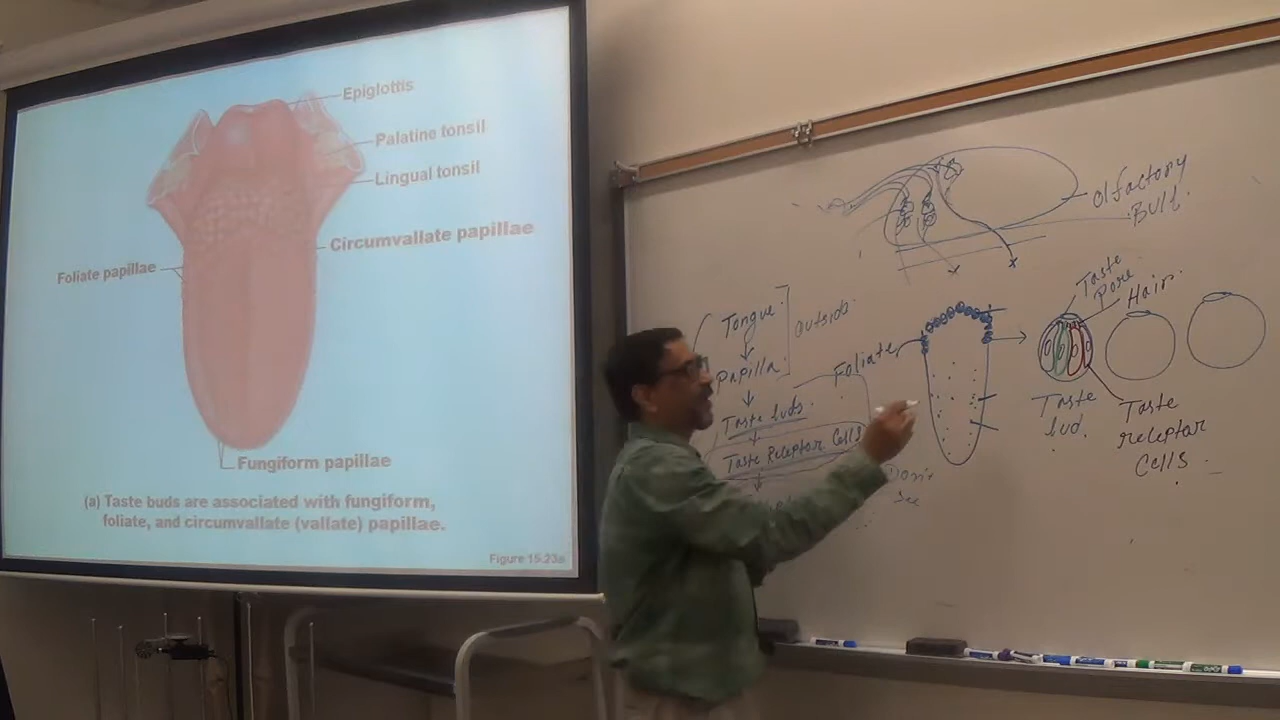 Epiglottis
Palatine tonsil
Lingual tonsil
Circumvallate papillae
Foliate papillae
Fungiform papillae
(a) Taste buds are associated with fungiform,
foliate, and circumvallate (vallate) papillae.
Figure 15.23a
Olfactory
Bulb.
Tongue
outside.
Papilla
Taste buds.
Taste Receptor Cells
Don't
See
Foliate
Taste
Pore
Hair.
Taste
bud.
Taste
receptor
Cells.